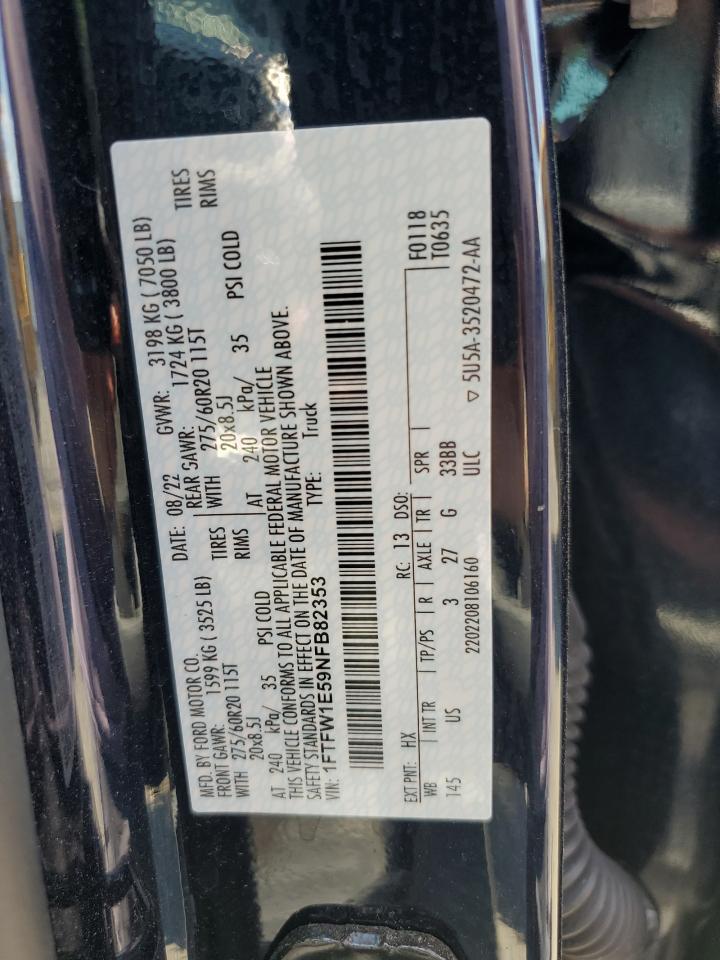 MFD. BY FORD MOTOR CO.
DATE: 08/22 GVWR: 3198 KG ( 7050 LB)
FRONT GAWR: 1599 KG ( 3525 LB)
REAR GAWR: 1724 KG ( 3800 LB)
WITH 275/60R20 115T TIRES
WITH 275/60R20 115T TIRES
20x8.5J RIMS
20x8.5J RIMS
AT 240 kPa/ 35 PSI COLD
AT 240 kPa/ 35 PSI COLD
THIS VEHICLE CONFORMS TO ALL APPLICABLE FEDERAL MOTOR VEHICLE
SAFETY STANDARDS IN EFFECT ON THE DATE OF MANUFACTURE SHOWN ABOVE.
VIN: 1FTFW1E59NFB82353 TYPE: Truck
EXT PNT: HX RC: 13 DSO: F0118
WB | INT TR | TP/PS | R | AXLE | TR | SPR | T0635
145 US 3 27 G 33BB
2202208106160 ULC ▽ 5U5A-3520472-AA